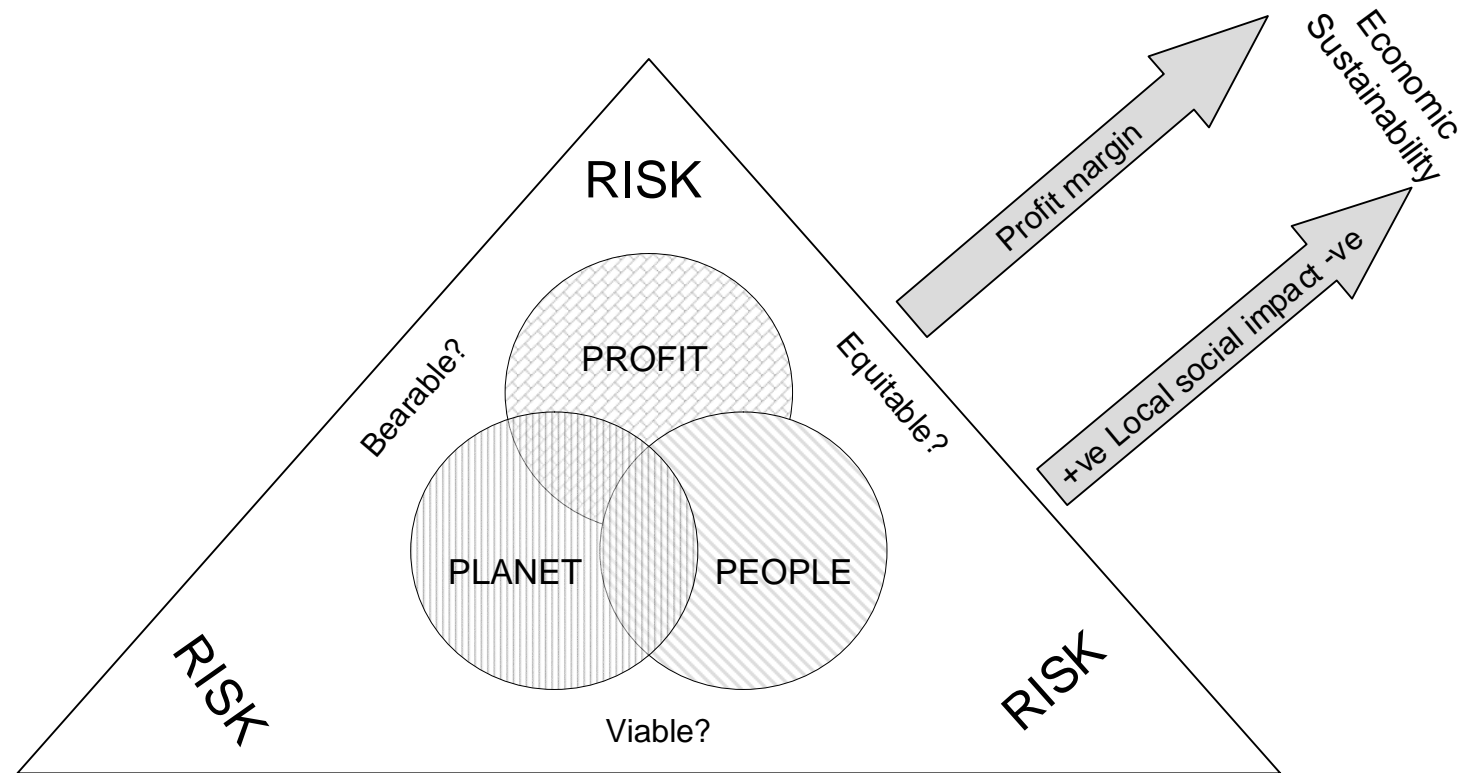 Economic
Sustainability
Profit margin
RISK
+ve Local social impact -ve
PROFIT
Bearable?
Equitable?
PLANET
PEOPLE
RISK
RISK
Viable?